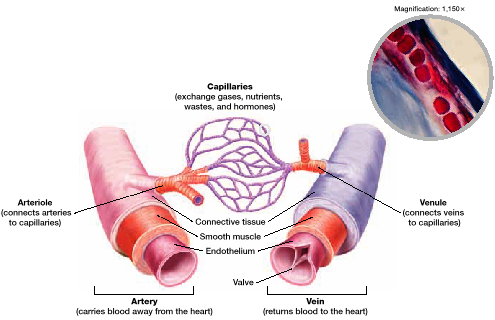 Magnification: 1,150×
Capillaries
(exchange gases, nutrients,
wastes, and hormones)
Arteriole
(connects arteries
to capillaries)
Venule
(connects veins
to capillaries)
Connective tissue
Smooth muscle
Endothelium
Valve
Artery
(carries blood away from the heart)
Vein
(returns blood to the heart)